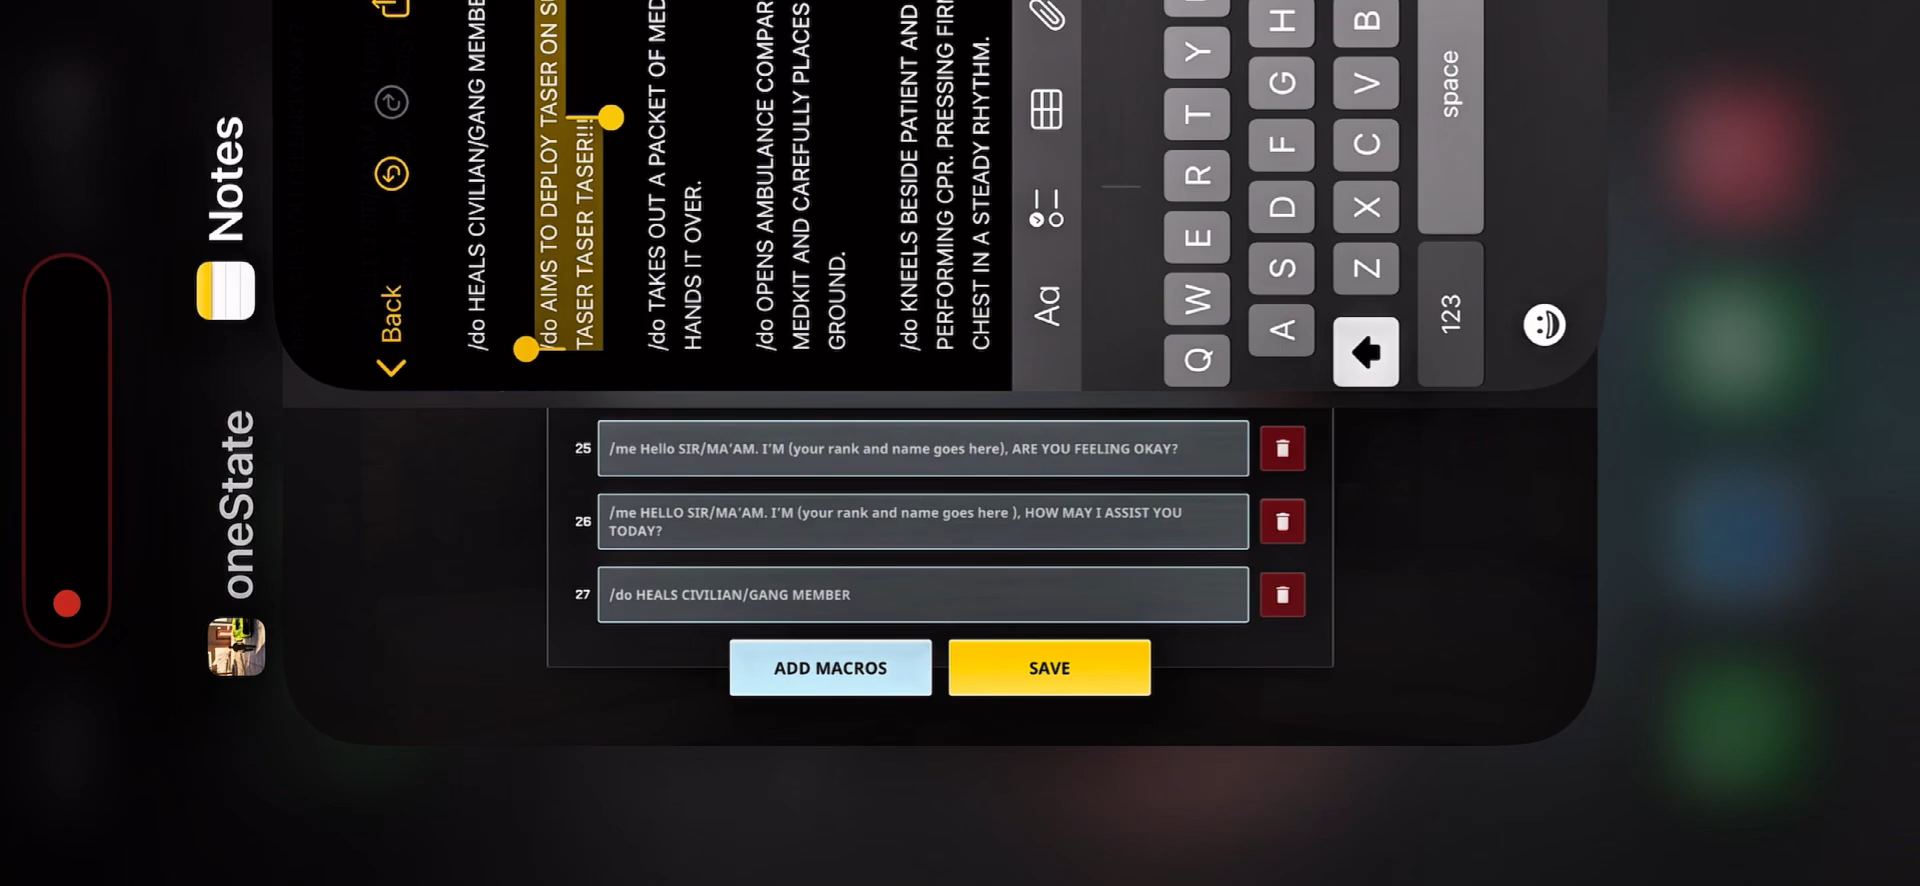 Notes
Back
/do HEALS CIVILIAN/GANG MEMBE
/do AIMS TO DEPLOY TASER ON SU
TASER TASER TASER!!!
/do TAKES OUT A PACKET OF MED
HANDS IT OVER.
/do OPENS AMBULANCE COMPAR
MEDKIT AND CAREFULLY PLACES
GROUND.
/do KNEELS BESIDE PATIENT AND
PERFORMING CPR. PRESSING FIRM
CHEST IN A STEADY RHYTHM.
Aa
Q W E R T Y
A S D F G H
Z X C V B
123 space
oneState
25 /me Hello SIR/MA'AM. I'M (your rank and name goes here), ARE YOU FEELING OKAY?
26 /me HELLO SIR/MA'AM. I'M (your rank and name goes here ), HOW MAY I ASSIST YOU
TODAY?
27 /do HEALS CIVILIAN/GANG MEMBER
ADD MACROS
SAVE